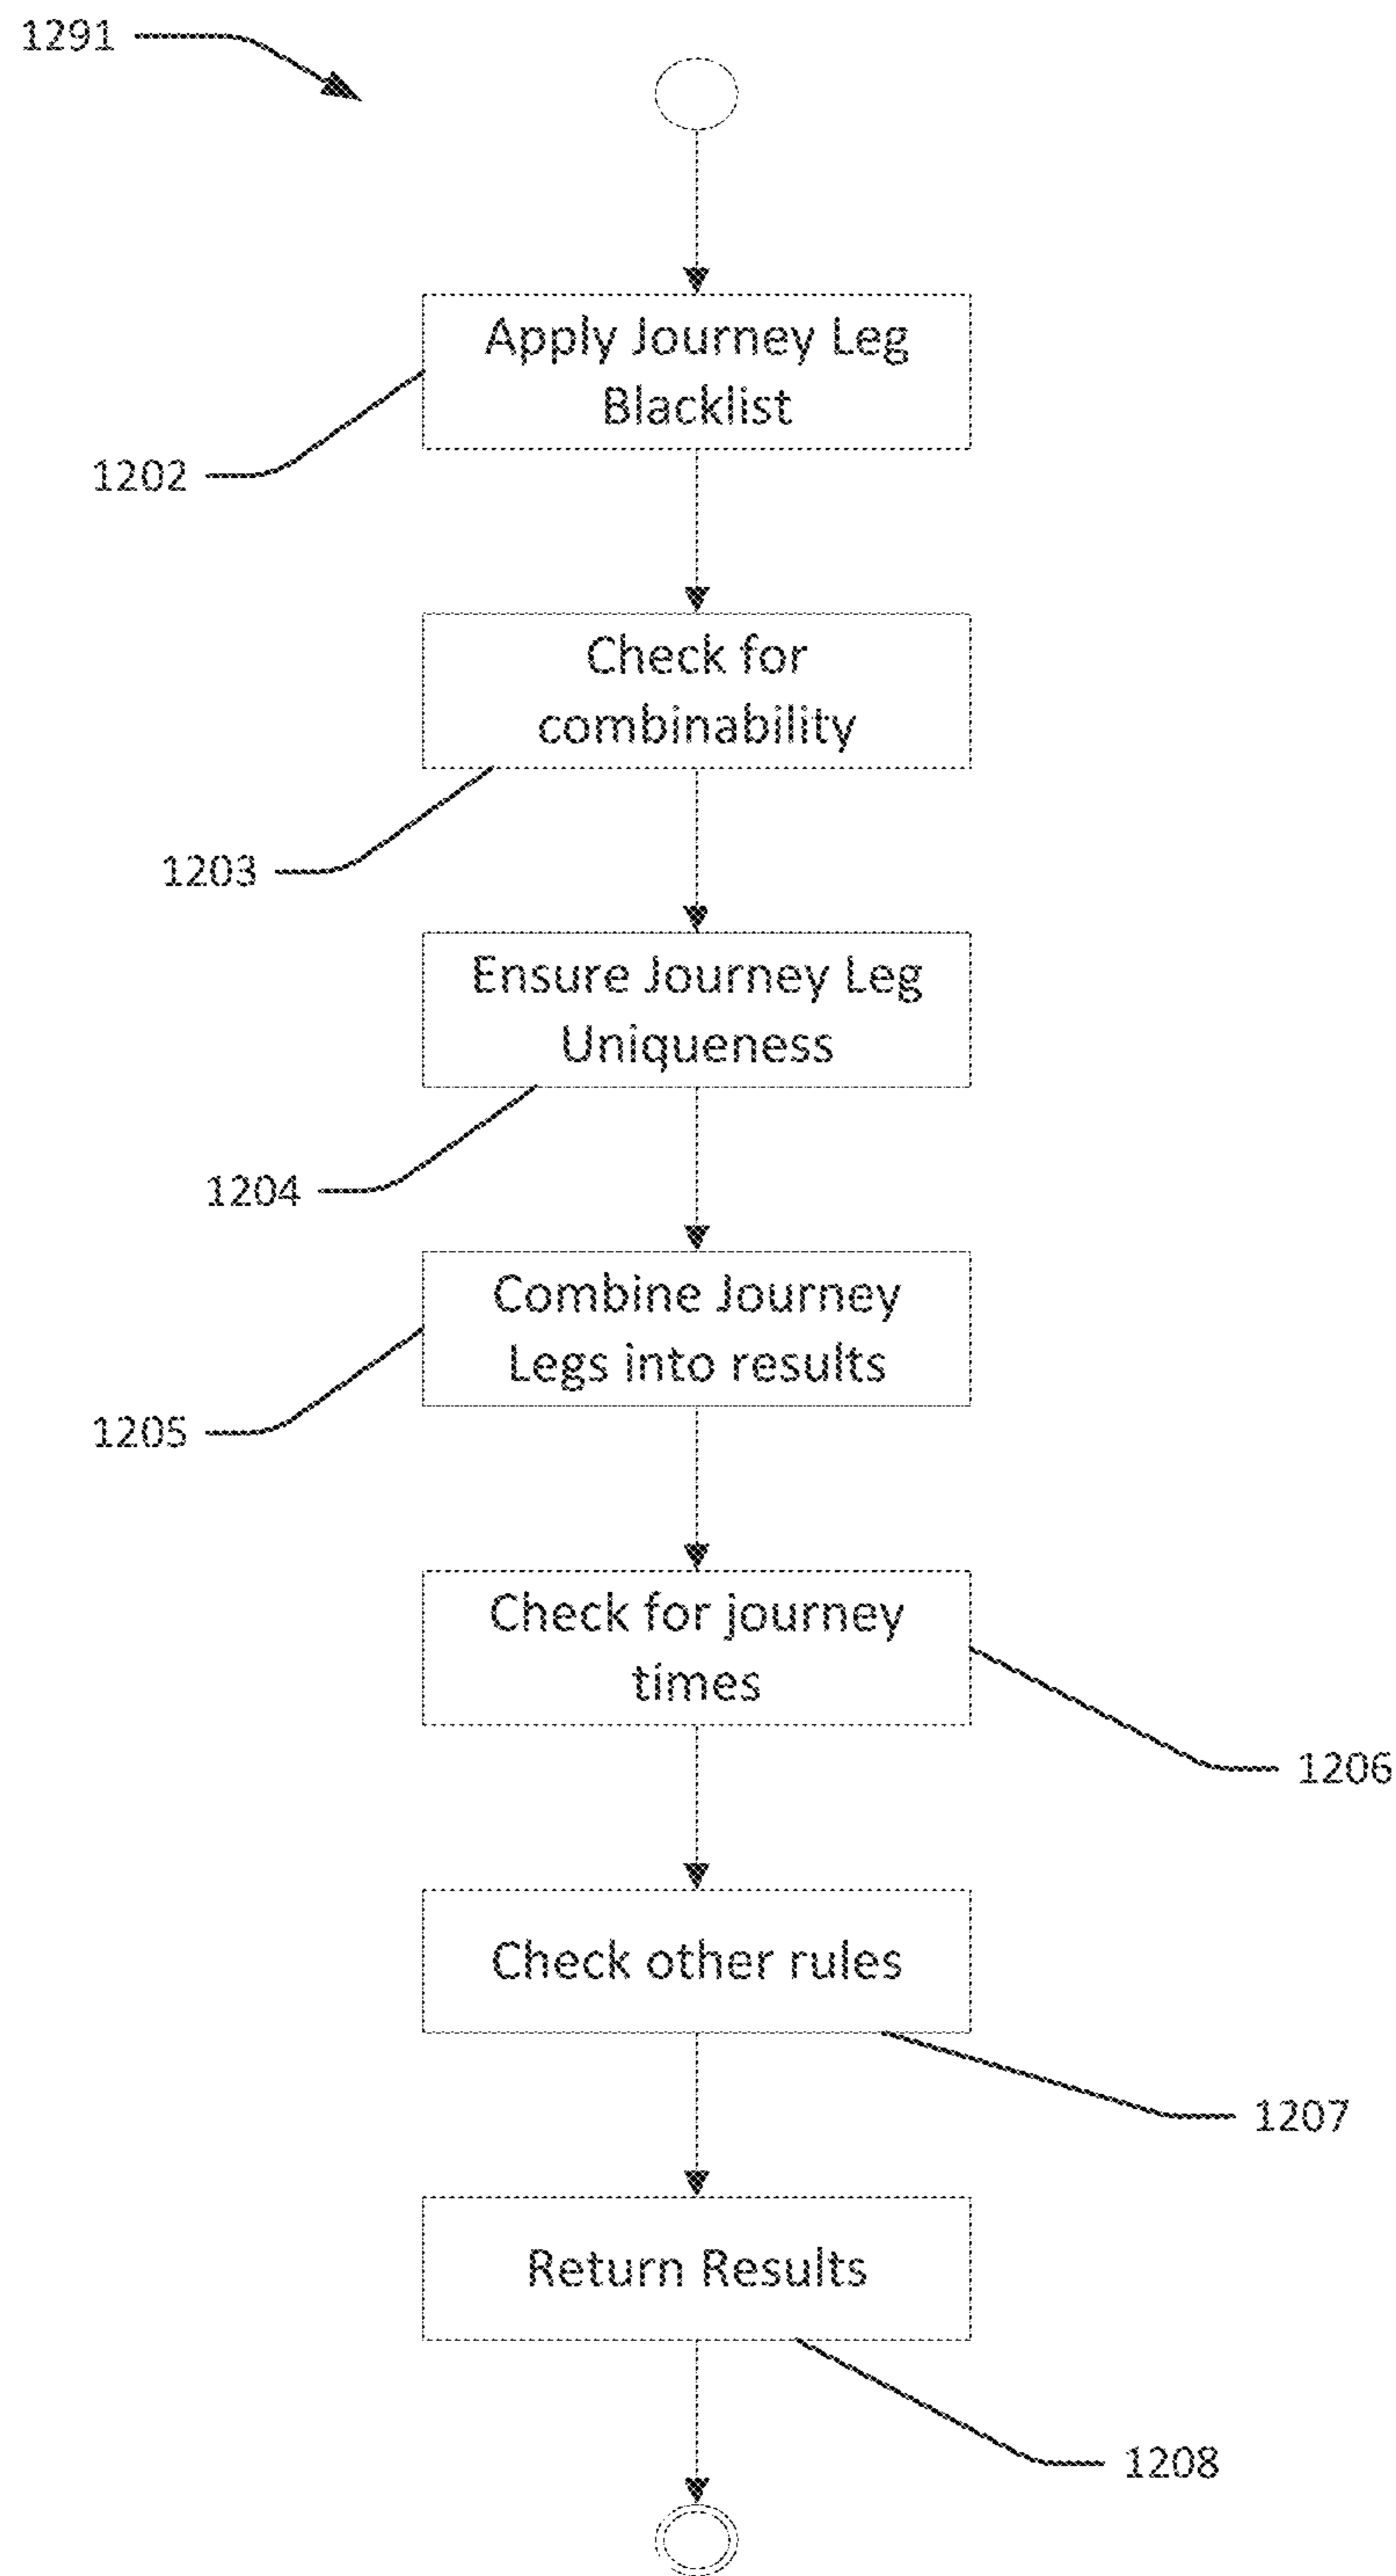 1291
Apply Journey Leg
Blacklist
1202
Check for
combinability
1203
Ensure Journey Leg
Uniqueness
1204
Combine Journey
Legs into results
1205
Check for journey
times
1206
Check other rules
1207
Return Results
1208